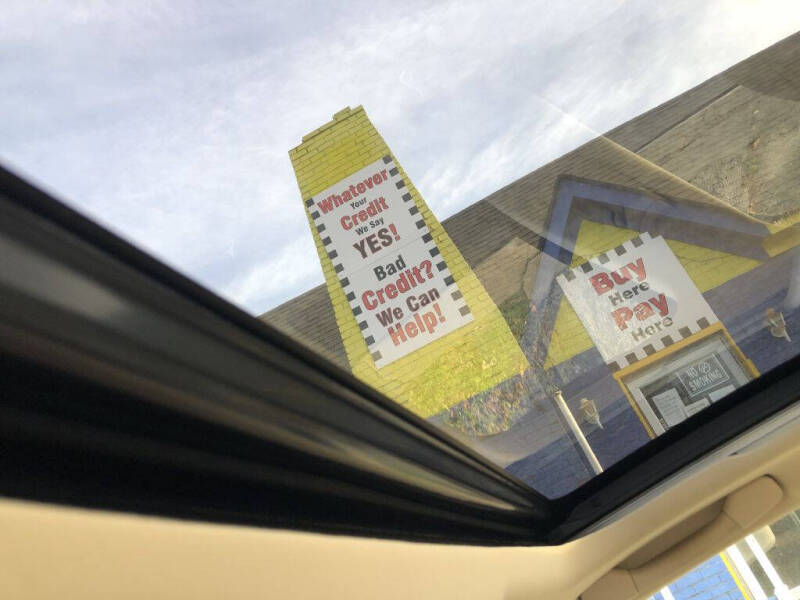 Whatever
Your
Credit
We Say
YES!
Bad
Credit?
We Can
Help!
Buy
Here
Pay
Here
NO
SMOKING